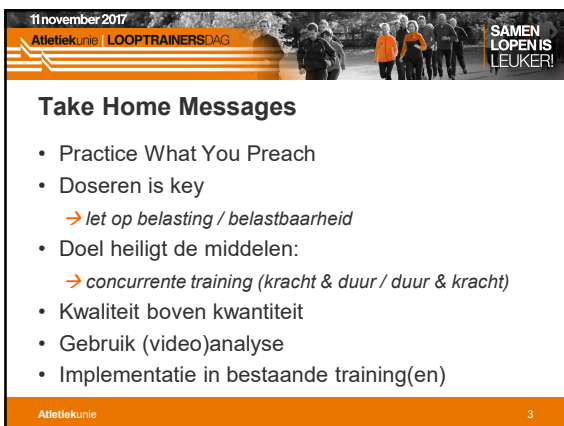 11 november 2017
Atletiekunie | LOOPTRAINERSDAG
SAMEN
LOPEN IS
LEUKER!
Take Home Messages
• Practice What You Preach
• Doseren is key
→ let op belasting / belastbaarheid
• Doel heiligt de middelen:
→ concurrente training (kracht & duur / duur & kracht)
• Kwaliteit boven kwantiteit
• Gebruik (video)analyse
• Implementatie in bestaande training(en)
Atletiekunie 3